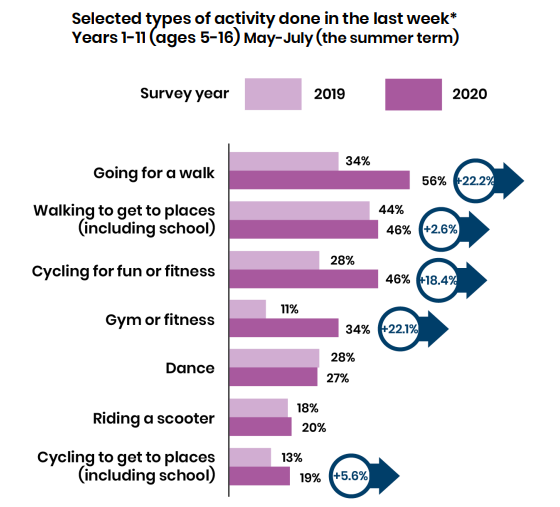 Selected types of activity done in the last week*
Years 1-11 (ages 5-16) May-July (the summer term)
Survey year 2019 2020
Going for a walk
34%
56% +22.2%
Walking to get to places
(including school)
44%
46% +2.6%
Cycling for fun or fitness
28%
46% +18.4%
Gym or fitness
11%
34% +22.1%
Dance
28%
27%
Riding a scooter
18%
20%
Cycling to get to places
(including school)
13%
19% +5.6%